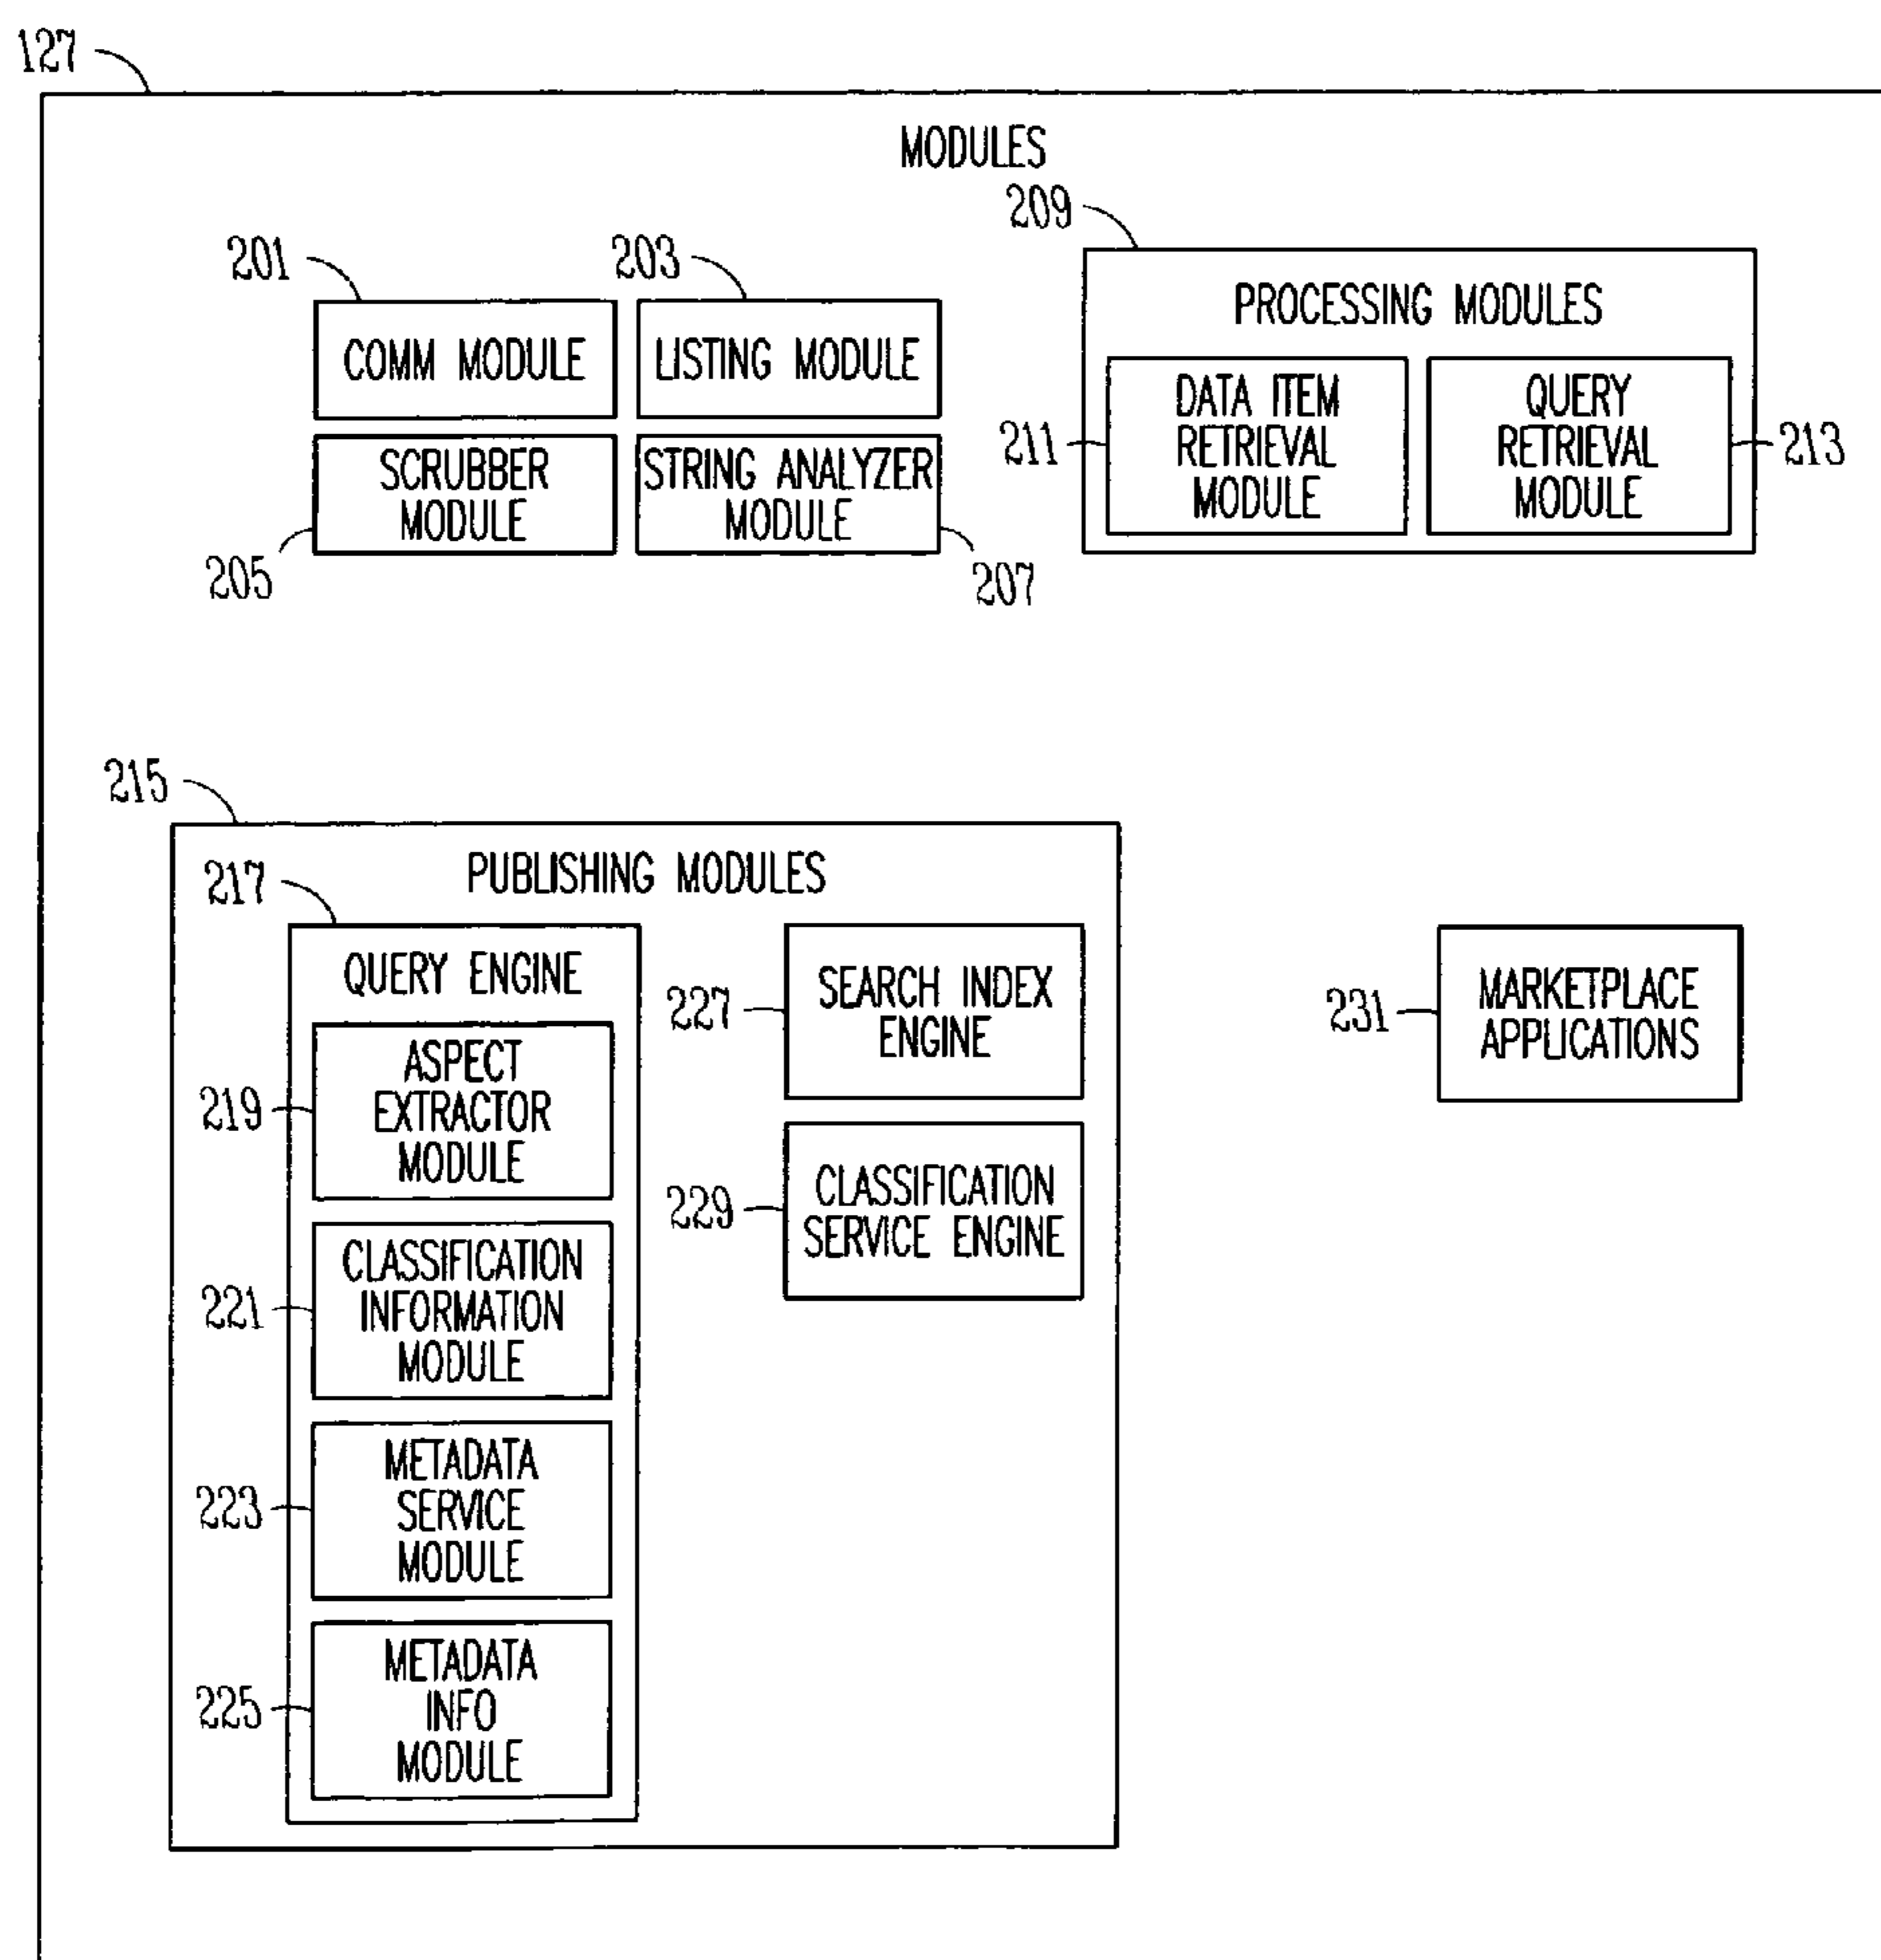 127
MODULES
209
201
203
PROCESSING MODULES
COMM MODULE
LISTING MODULE
DATA ITEM
RETRIEVAL
MODULE
QUERY
RETRIEVAL
MODULE
211
213
SCRUBBER
MODULE
STRING ANALYZER
MODULE
205
207
215
PUBLISHING MODULES
217
QUERY ENGINE
ASPECT
EXTRACTOR
MODULE
219
CLASSIFICATION
INFORMATION
MODULE
221
METADATA
SERVICE
MODULE
223
METADATA
INFO
MODULE
225
SEARCH INDEX
ENGINE
227
CLASSIFICATION
SERVICE ENGINE
229
MARKETPLACE
APPLICATIONS
231